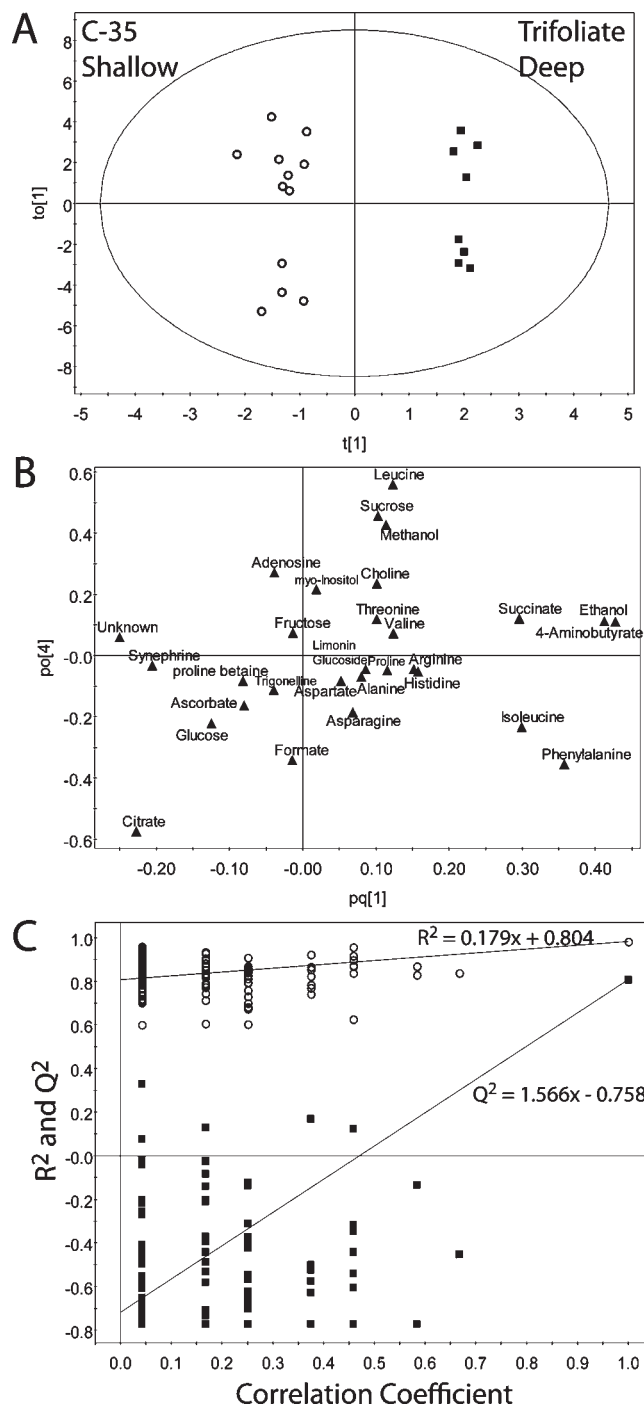 A
C-35
Shallow
Trifoliate
Deep
8
6
4
2
0
-2
-4
-6
-8
to[1]
-5 -4 -3 -2 -1 0 1 2 3 4 5
t[1]
B
0.6
0.4
0.2
-0.0
-0.2
-0.4
-0.6
po[4]
Leucine
Sucrose
Methanol
Adenosine
myo-Inositol
Choline
Unknown
Fructose
Threonine
Valine
Succinate
Ethanol
4-Aminobutyrate
Synephrine
proline betaine
Trigonelline
Limonin
Glucoside
Proline
Arginine
Aspartate
Alanine
Histidine
Ascorbate
Glucose
Asparagine
Isoleucine
Formate
Phenylalanine
Citrate
-0.20 -0.10 -0.00 0.10 0.20 0.30 0.40
pq[1]
C
1.0
0.8
0.6
0.4
0.2
-0.0
-0.2
-0.4
-0.6
-0.8
R² and Q²
R² = 0.179x + 0.804
Q² = 1.566x - 0.758
0.0 0.1 0.2 0.3 0.4 0.5 0.6 0.7 0.8 0.9 1.0
Correlation Coefficient